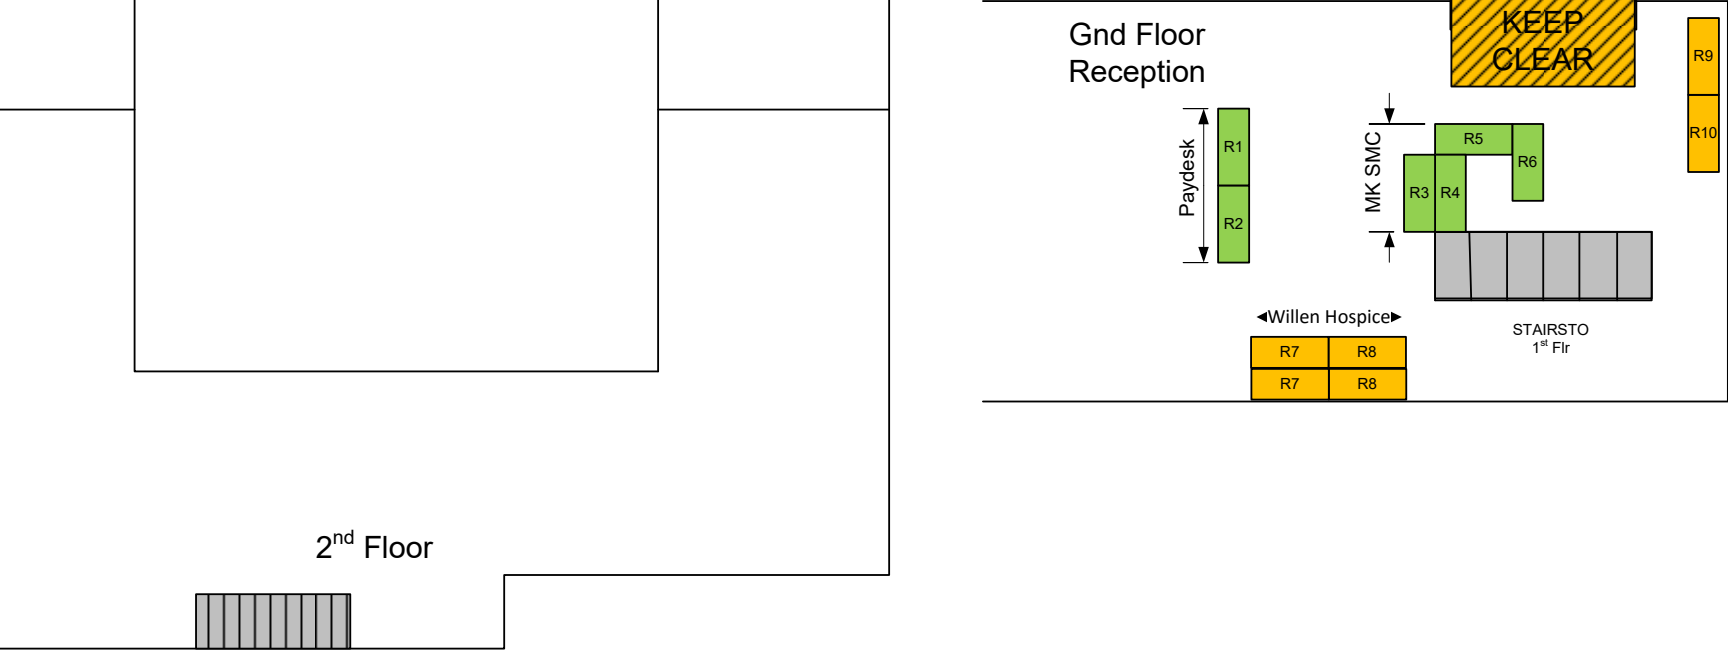 Gnd Floor
Reception
KEEP
CLEAR
R9
R10
Paydesk
R1
R2
MK SMC
R5
R6
R3
R4
◄Willen Hospice►
R7
R8
R7
R8
STAIRSTO
1st Flr
2nd Floor